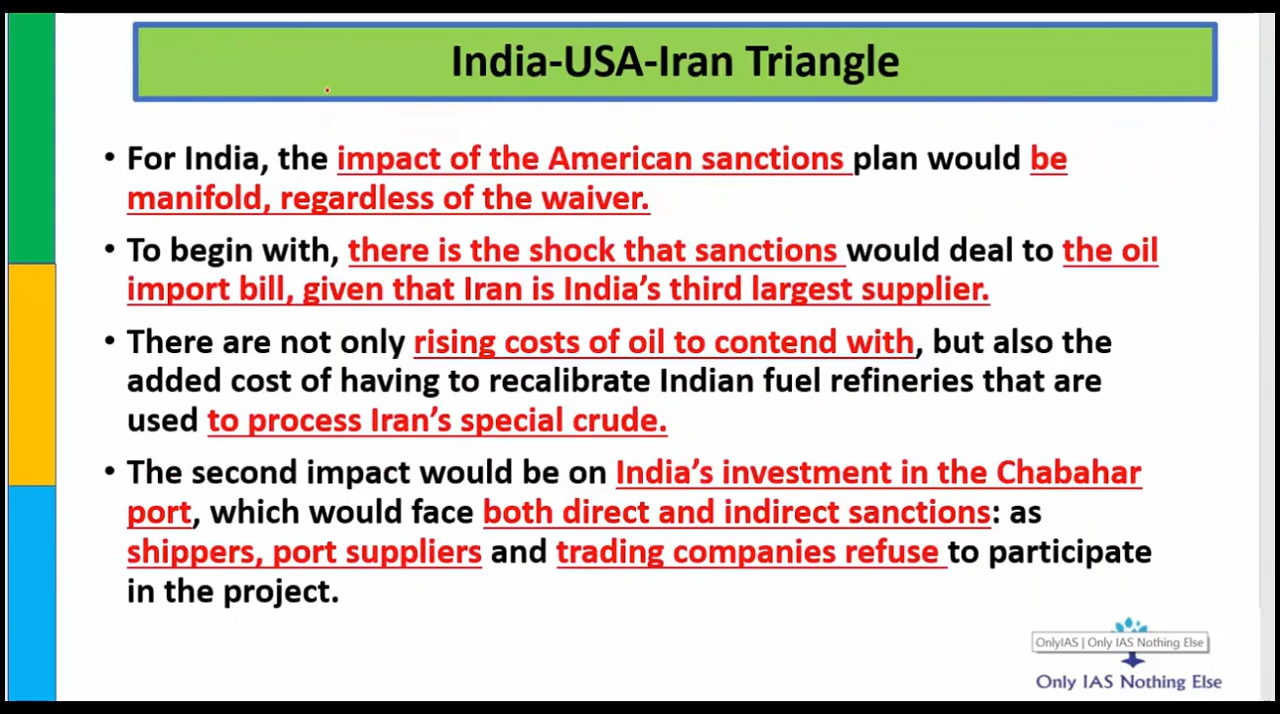 India-USA-Iran Triangle
• For India, the impact of the American sanctions plan would be
manifold, regardless of the waiver.
• To begin with, there is the shock that sanctions would deal to the oil
import bill, given that Iran is India’s third largest supplier.
• There are not only rising costs of oil to contend with, but also the
added cost of having to recalibrate Indian fuel refineries that are
used to process Iran’s special crude.
• The second impact would be on India’s investment in the Chabahar
port, which would face both direct and indirect sanctions: as
shippers, port suppliers and trading companies refuse to participate
in the project.
OnlyIAS | Only IAS Nothing Else
Only IAS Nothing Else